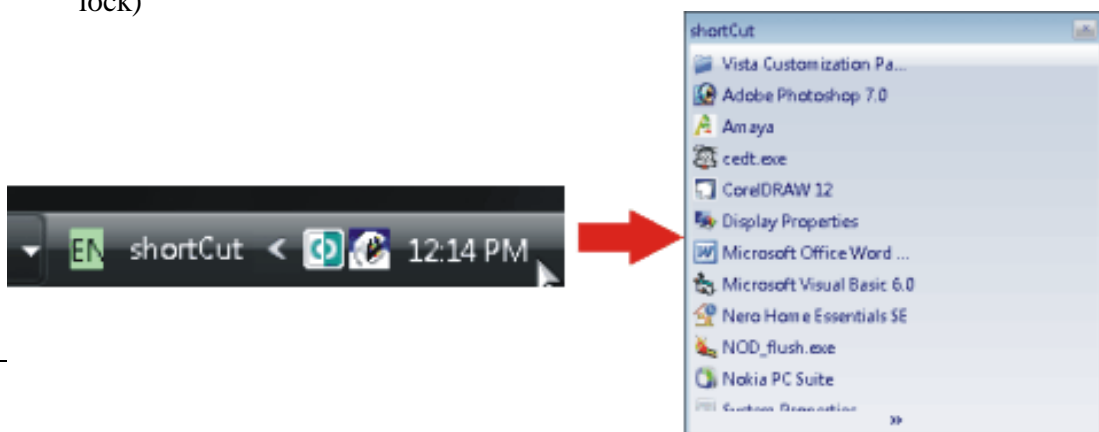 lock)
EN shortCut < 12:14 PM
shortCut
Vista Customization Pa...
Adobe Photoshop 7.0
Amaya
cedt.exe
CorelDRAW 12
Display Properties
Microsoft Office Word ...
Microsoft Visual Basic 6.0
Nero Home Essentials SE
NOD_flush.exe
Nokia PC Suite
System Properties
»